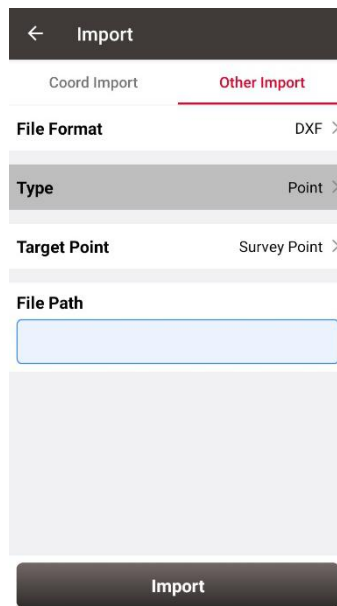 Import
Coord Import Other Import
File Format DXF
Type Point
Target Point Survey Point
File Path
Import